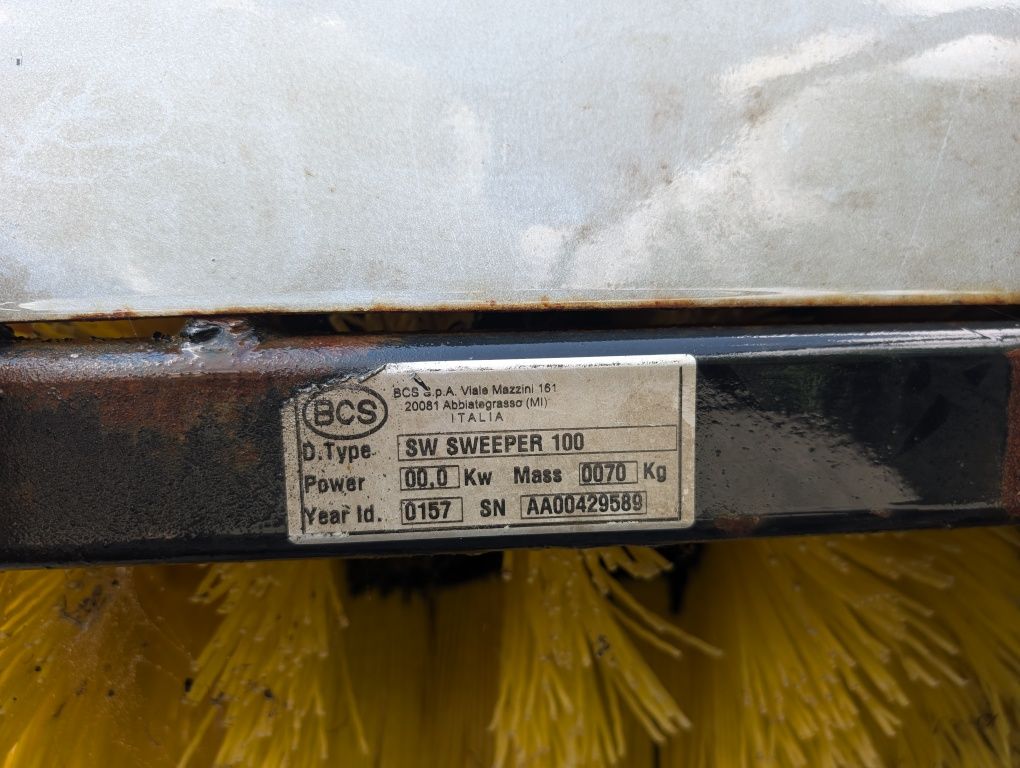 BCS
BCS S.p.A. Viale Mazzini 161
20081 Abbiategrasso (MI)
ITALIA
D.Type SW SWEEPER 100
Power 00.0 Kw Mass 0070 Kg
Year Id. 0157 SN AA00429589